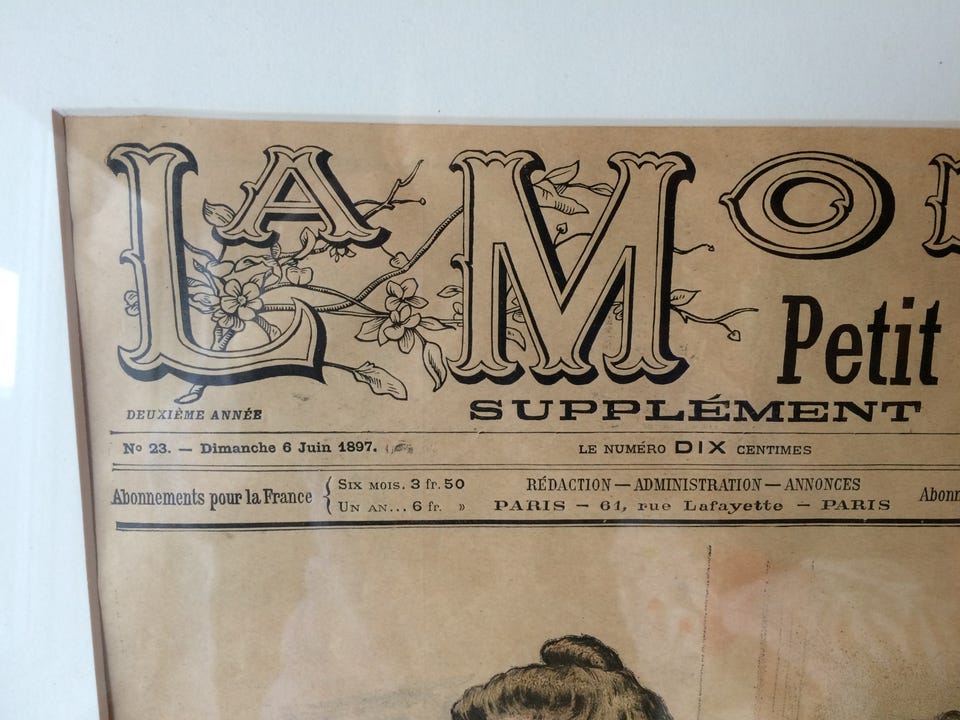 LA MO
Petit
SUPPLÉMENT
DEUXIÈME ANNÉE
No 23. — Dimanche 6 Juin 1897.
LE NUMÉRO DIX CENTIMES
Abonnements pour la France { SIX MOIS. 3 fr. 50
UN AN... 6 fr. »
RÉDACTION — ADMINISTRATION — ANNONCES
PARIS — 61, rue Lafayette — PARIS
Abonn